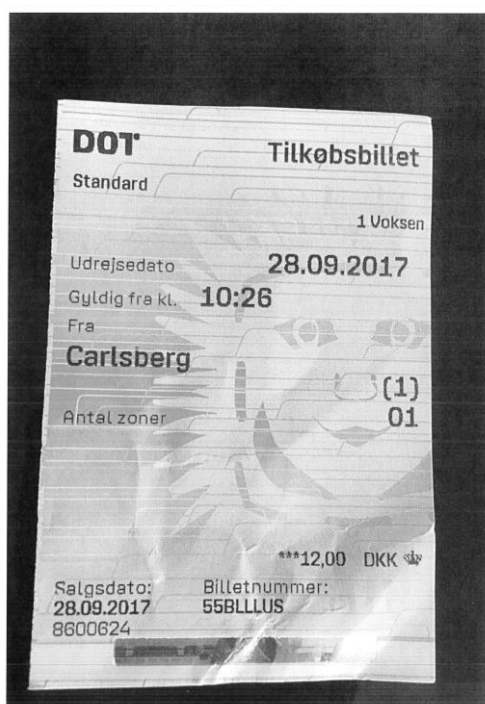 DOT Tilkøbsbillet
Standard
1 Voksen
Udrejsedato 28.09.2017
Gyldig fra kl. 10:26
Fra
Carlsberg
(1)
Antal zoner 01
***12,00 DKK
Salgsdato: Billetnummer:
28.09.2017 55BLLLUS
8600624